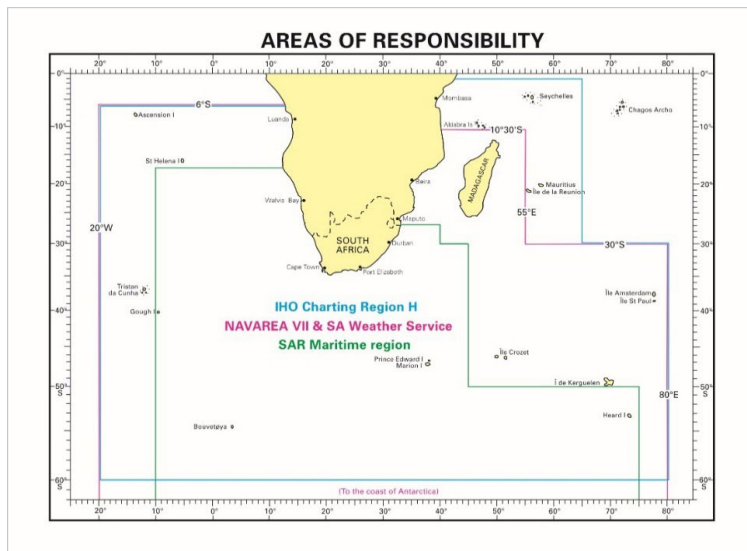 AREAS OF RESPONSIBILITY
20° 10° 0° 10° 20° 30° 40° 50° 60° 70° 80°
0° 0°
Mombasa
Seychelles
Chagos Archo
6°S
Ascension I
Luanda
Aldabra Is
10° 10°30'S 10°
St Helena I
MADAGASCAR
20° Beira Mauritius 20°
Île de la Reunion
Walvis Bay
20°W
Maputo
55°E
30° SOUTH AFRICA Durban 30°S 30°
Cape Town
Port Elizabeth
Tristan da Cunha
Île Amsterdam
Île St Paul
IHO Charting Region H
40° Gough I 40°
NAVAREA VII & SA Weather Service
SAR Maritime region
Prince Edward I
Marion I
Île Crozet
Î de Kerguelen
50° S 50° S
80°E
Heard I
Bouvetøya
60° S 60° S
(To the coast of Antarctica)
20° 10° 0° 10° 20° 30° 40° 50° 60° 70° 80°